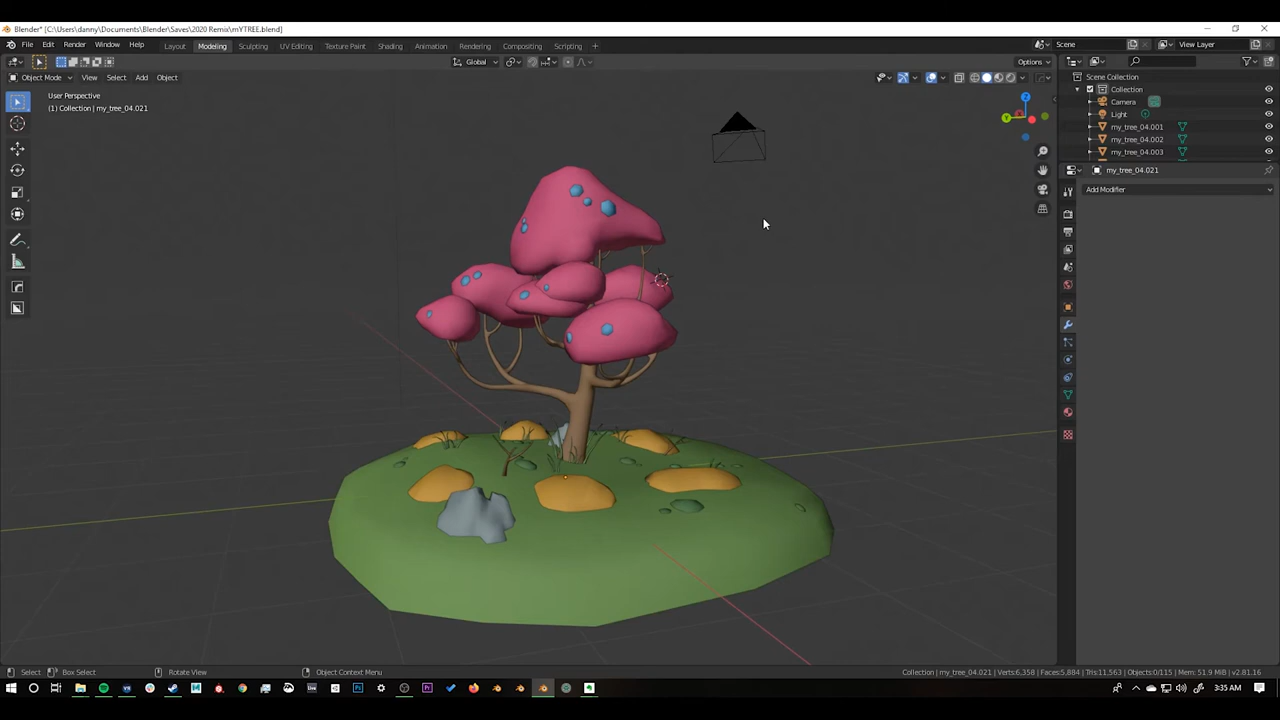 Blender* [C:\Users\danny\Documents\Blender\Saves\2020 Remix\mYTREE.blend]
File Edit Render Window Help Layout Modeling Sculpting UV Editing Texture Paint Shading Animation Rendering Compositing Scripting + Scene View Layer
Global Options
Object Mode View Select Add Object
User Perspective
(1) Collection | my_tree_04.021
Scene Collection
Collection
Camera
Light
my_tree_04.001
my_tree_04.002
my_tree_04.003
my_tree_04.021
Add Modifier
Z
Y
Select Box Select Rotate View Object Context Menu Collection | my_tree_04.021 | Verts:6,358 | Faces:5,884 | Tris:11,563 | Objects:0/115 | Mem: 51.9 MiB | v2.81.16
3:35 AM